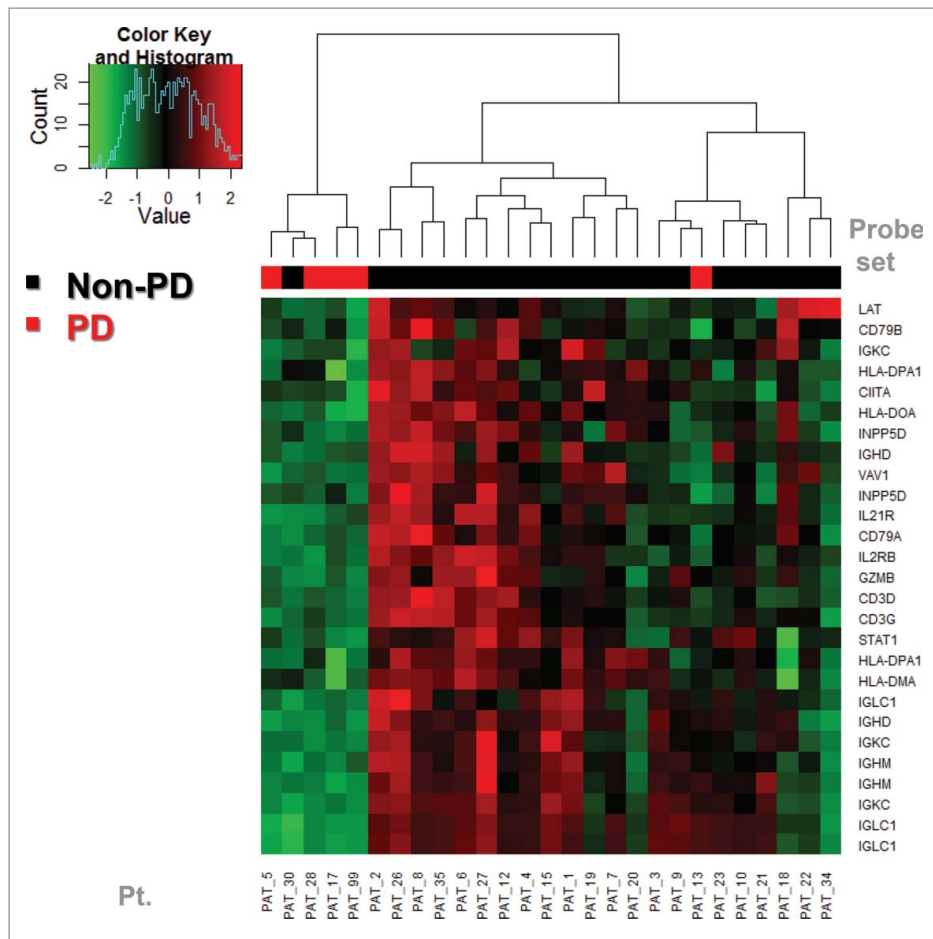 Color Key
and Histogram
Count
0
10
20
-2 -1 0 1 2
Value
Non-PD
PD
Probe
set
LAT
CD79B
IGKC
HLA-DPA1
CIITA
HLA-DOA
INPP5D
IGHD
VAV1
INPP5D
IL21R
CD79A
IL2RB
GZMB
CD3D
CD3G
STAT1
HLA-DPA1
HLA-DMA
IGLC1
IGHD
IGKC
IGHM
IGHM
IGKC
IGLC1
IGLC1
Pt.
PAT_5
PAT_30
PAT_28
PAT_17
PAT_99
PAT_2
PAT_26
PAT_8
PAT_35
PAT_6
PAT_27
PAT_12
PAT_4
PAT_15
PAT_1
PAT_19
PAT_7
PAT_20
PAT_3
PAT_9
PAT_13
PAT_23
PAT_10
PAT_21
PAT_18
PAT_22
PAT_34